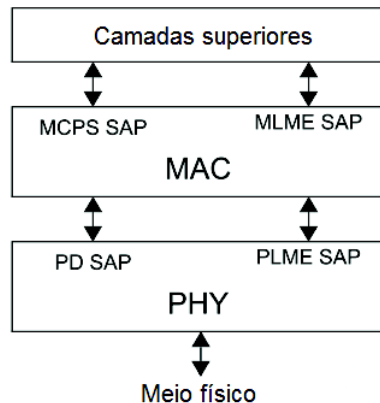 Camadas superiores
MCPS SAP
MLME SAP
MAC
PD SAP
PLME SAP
PHY
Meio físico